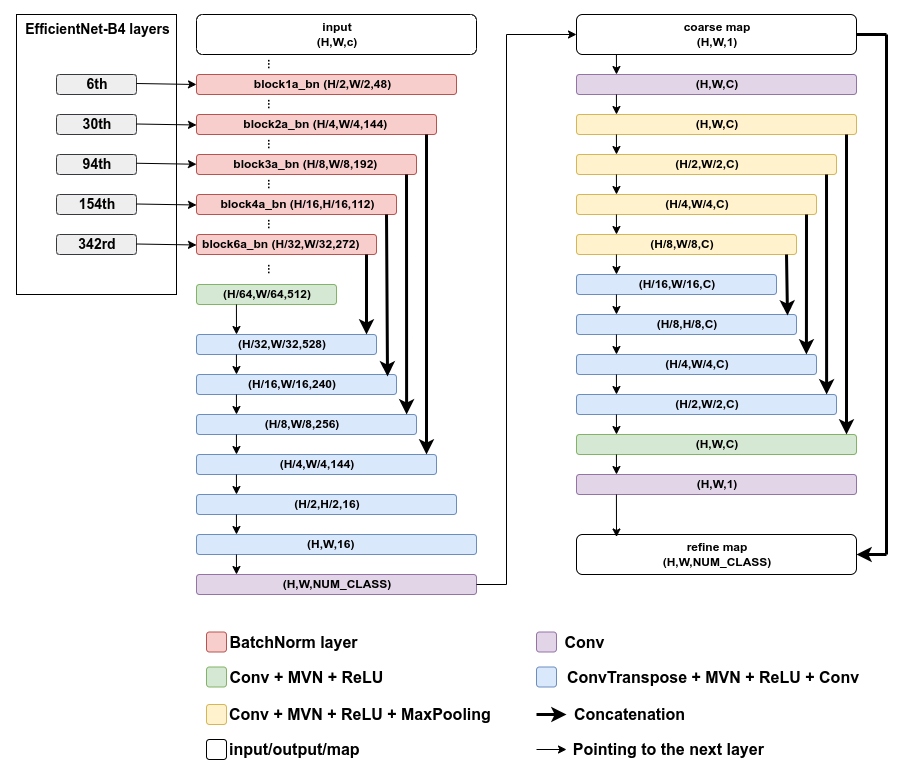 EfficientNet-B4 layers
6th
30th
94th
154th
342rd
input
(H,W,c)
⋮
block1a_bn (H/2,W/2,48)
⋮
block2a_bn (H/4,W/4,144)
⋮
block3a_bn (H/8,W/8,192)
⋮
block4a_bn (H/16,H/16,112)
⋮
block6a_bn (H/32,W/32,272)
⋮
(H/64,W/64,512)
(H/32,W/32,528)
(H/16,W/16,240)
(H/8,W/8,256)
(H/4,W/4,144)
(H/2,H/2,16)
(H,W,16)
(H,W,NUM_CLASS)
coarse map
(H,W,1)
(H,W,C)
(H,W,C)
(H/2,W/2,C)
(H/4,W/4,C)
(H/8,W/8,C)
(H/16,W/16,C)
(H/8,H/8,C)
(H/4,W/4,C)
(H/2,W/2,C)
(H,W,C)
(H,W,1)
refine map
(H,W,NUM_CLASS)
BatchNorm layer
Conv + MVN + ReLU
Conv + MVN + ReLU + MaxPooling
input/output/map
Conv
ConvTranspose + MVN + ReLU + Conv
Concatenation
Pointing to the next layer